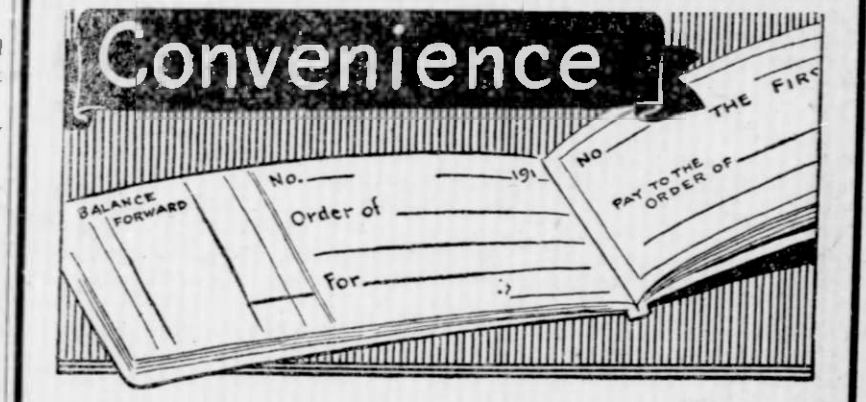 Convenience
BALANCE
FORWARD
No. 191
Order of
For
THE FIRS
NO
PAY TO THE
ORDER OF